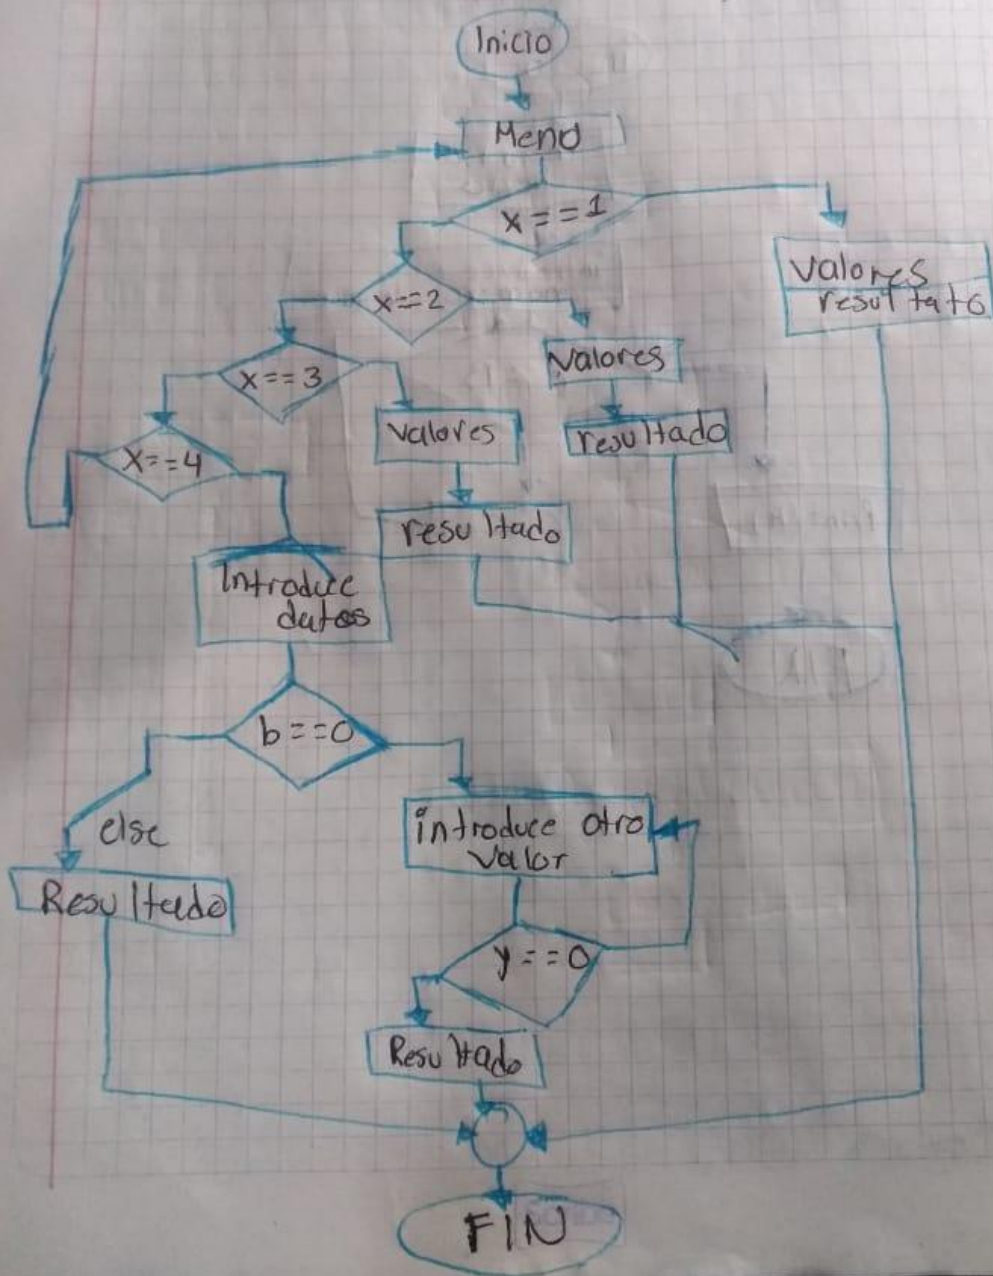 Inicio
Menu
x==1
valores
resultato
x==2
valores
resultado
x==3
valores
resultado
x==4
Introduce
datos
b==0
else
Resultado
introduce otro
valor
y==0
Resultado
FIN